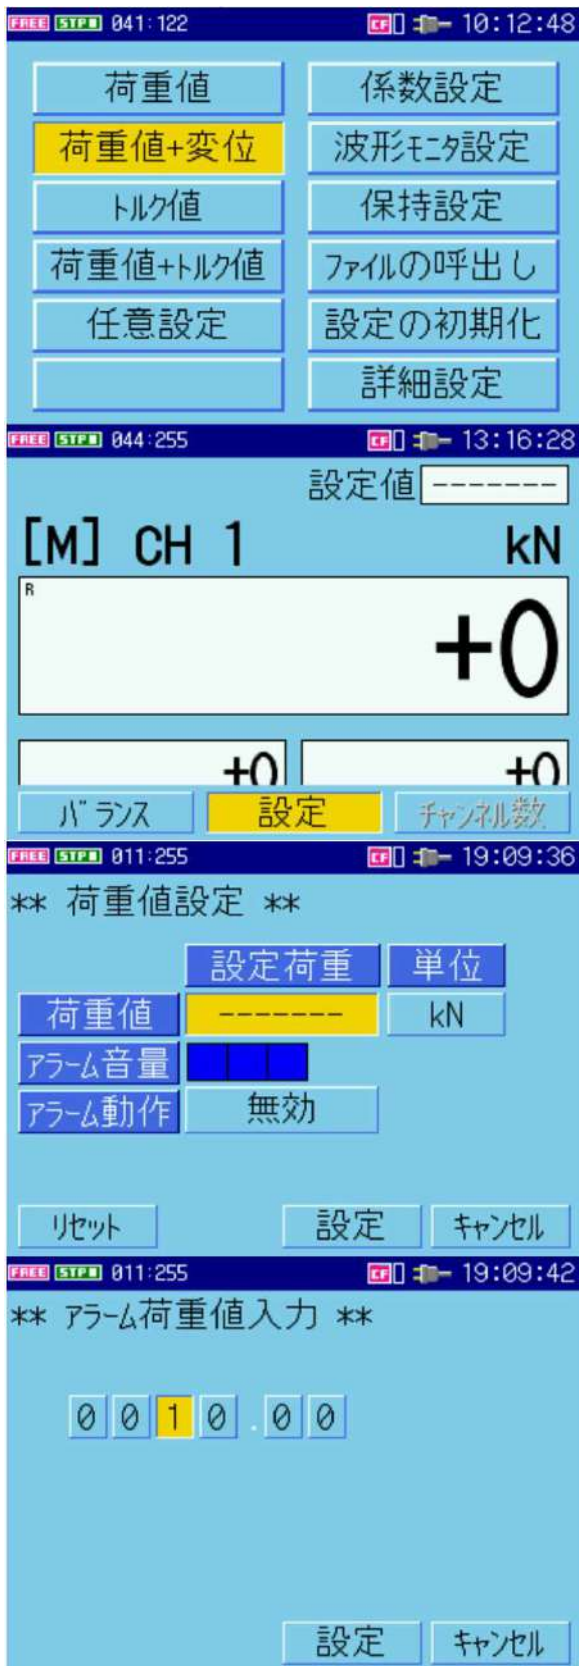 FREE STP 041:122 CF 10:12:48
荷重値 係数設定
荷重値+変位 波形ﾓﾆﾀ設定
ﾄﾙｸ値 保持設定
荷重値+ﾄﾙｸ値 ﾌｧｲﾙの呼出し
任意設定 設定の初期化
詳細設定
FREE STP 044:255 CF 13:16:28
設定値 -------
[M] CH 1 kN
R
+0
+0 +0
ﾊﾞﾗﾝｽ 設定 ﾁｬﾝﾈﾙ数
FREE STP 011:255 CF 19:09:36
** 荷重値設定 **
設定荷重 単位
荷重値 ------- kN
ｱﾗｰﾑ音量
ｱﾗｰﾑ動作 無効
ﾘｾｯﾄ 設定 ｷｬﾝｾﾙ
FREE STP 011:255 CF 19:09:42
** ｱﾗｰﾑ荷重値入力 **
0010.00
設定 ｷｬﾝｾﾙ